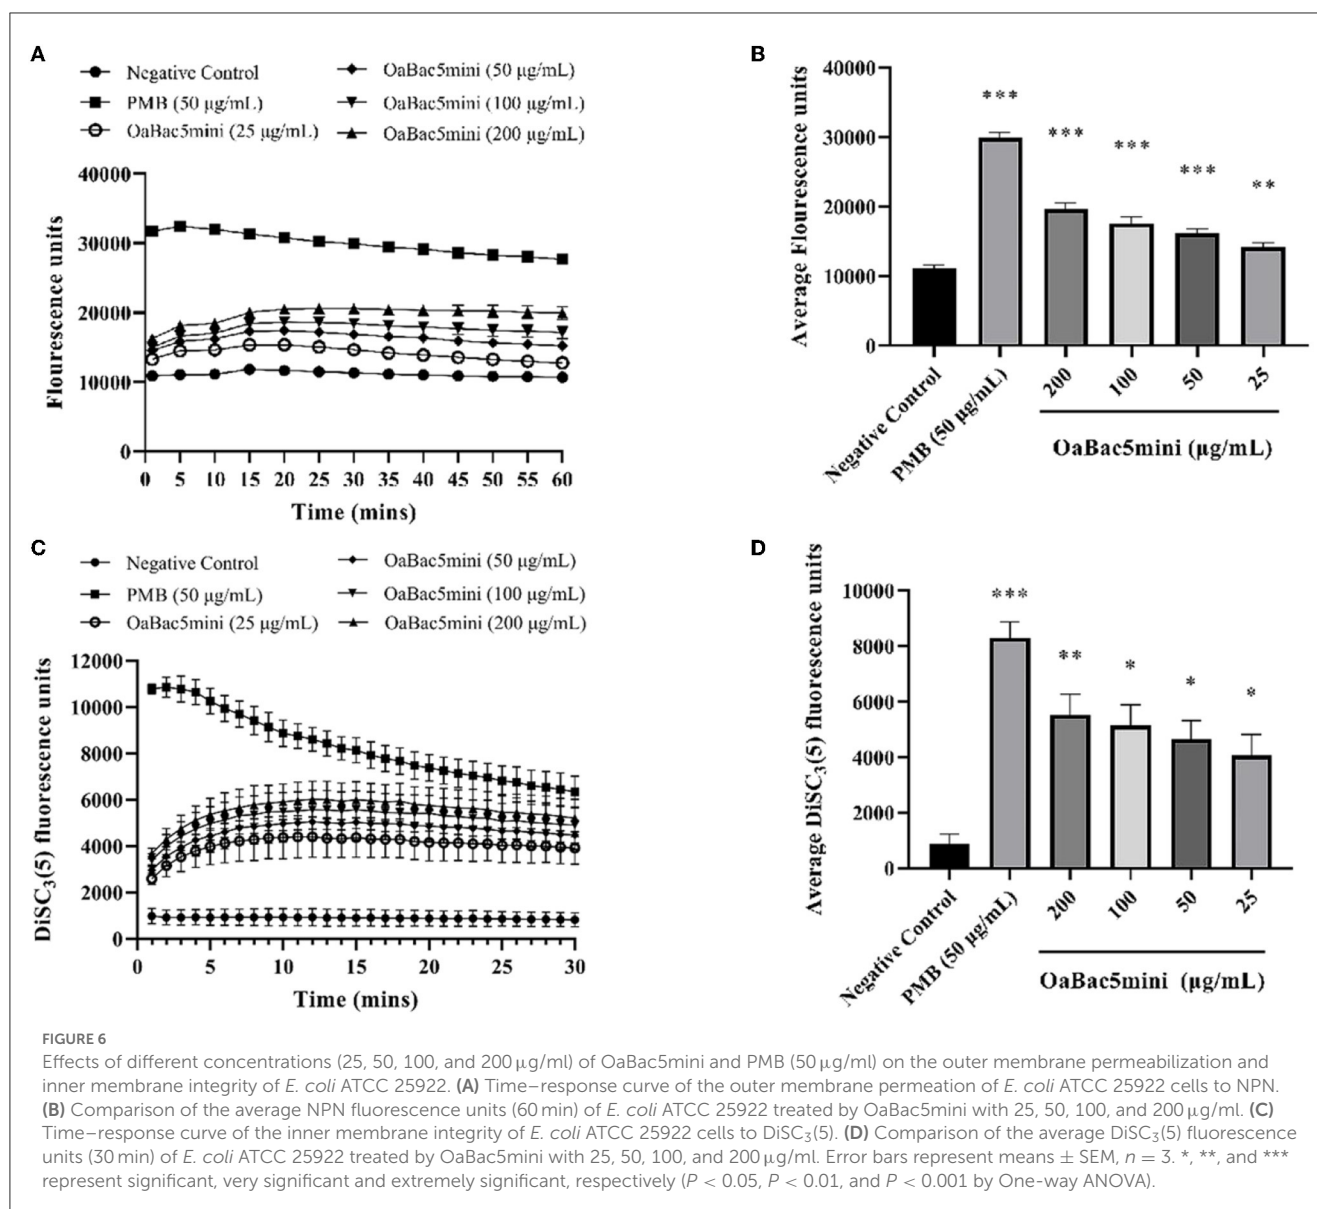 A
Negative Control
PMB (50 μg/mL)
OaBac5mini (25 μg/mL)
OaBac5mini (50 μg/mL)
OaBac5mini (100 μg/mL)
OaBac5mini (200 μg/mL)
Flourescence units
40000
30000
20000
10000
0
0 5 10 15 20 25 30 35 40 45 50 55 60
Time (mins)
B
Average Flourescence units
40000
30000
20000
10000
0
*** *** *** *** **
Negative Control
PMB (50 μg/mL)
200 100 50 25
OaBac5mini (μg/mL)
C
Negative Control
PMB (50 μg/mL)
OaBac5mini (25 μg/mL)
OaBac5mini (50 μg/mL)
OaBac5mini (100 μg/mL)
OaBac5mini (200 μg/mL)
DiSC3(5) fluorescence units
12000
10000
8000
6000
4000
2000
0
0 5 10 15 20 25 30
Time (mins)
D
Average DiSC3(5) fluorescence units
10000
8000
6000
4000
2000
0
*** ** * * *
Negative Control
PMB (50 μg/mL)
200 100 50 25
OaBac5mini (μg/mL)
FIGURE 6
Effects of different concentrations (25, 50, 100, and 200 μg/ml) of OaBac5mini and PMB (50 μg/ml) on the outer membrane permeabilization and
inner membrane integrity of E. coli ATCC 25922. (A) Time–response curve of the outer membrane permeation of E. coli ATCC 25922 cells to NPN.
(B) Comparison of the average NPN fluorescence units (60 min) of E. coli ATCC 25922 treated by OaBac5mini with 25, 50, 100, and 200 μg/ml. (C)
Time–response curve of the inner membrane integrity of E. coli ATCC 25922 cells to DiSC3(5). (D) Comparison of the average DiSC3(5) fluorescence
units (30 min) of E. coli ATCC 25922 treated by OaBac5mini with 25, 50, 100, and 200 μg/ml. Error bars represent means ± SEM, n = 3. *, **, and ***
represent significant, very significant and extremely significant, respectively (P < 0.05, P < 0.01, and P < 0.001 by One-way ANOVA).